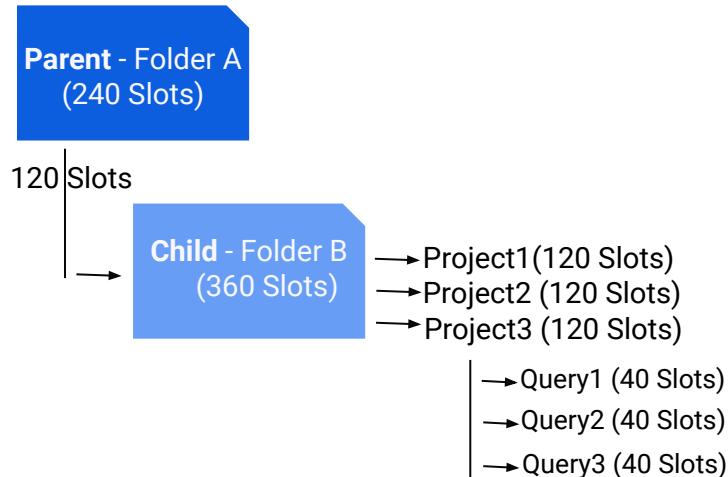 Parent - Folder A
(240 Slots)
120 Slots
Child - Folder B
(360 Slots)
Project1(120 Slots)
Project2 (120 Slots)
Project3 (120 Slots)
Query1 (40 Slots)
Query2 (40 Slots)
Query3 (40 Slots)